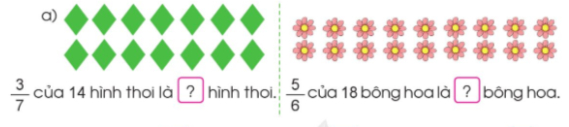 a)
3/7 của 14 hình thoi là ? hình thoi.
5/6 của 18 bông hoa là ? bông hoa.